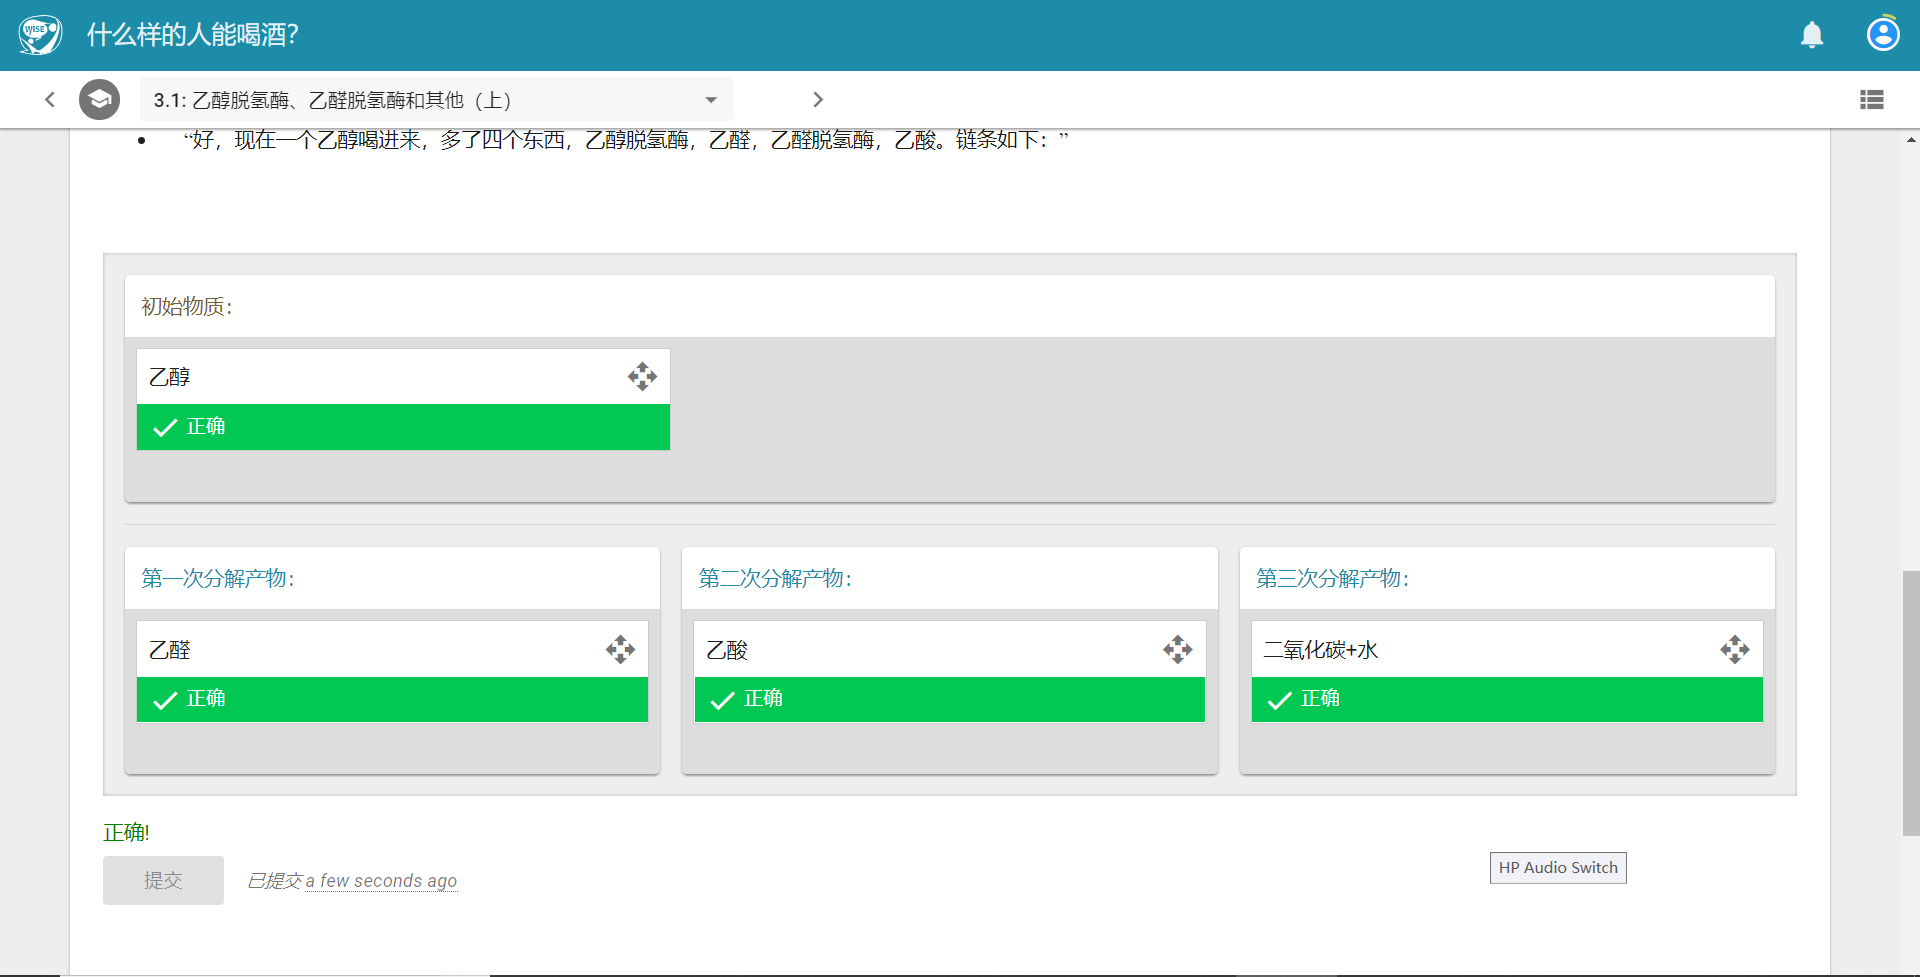 WISE
什么样的人能喝酒？
3.1: 乙醇脱氢酶、乙醛脱氢酶和其他（上）
“好，现在一个乙醇喝进来，多了四个东西，乙醇脱氢酶，乙醛，乙醛脱氢酶，乙酸。链条如下：”
初始物质：
乙醇
正确
第一次分解产物：
第二次分解产物：
第三次分解产物：
乙醛
乙酸
二氧化碳+水
正确
正确
正确
正确!
提交
已提交 a few seconds ago
HP Audio Switch